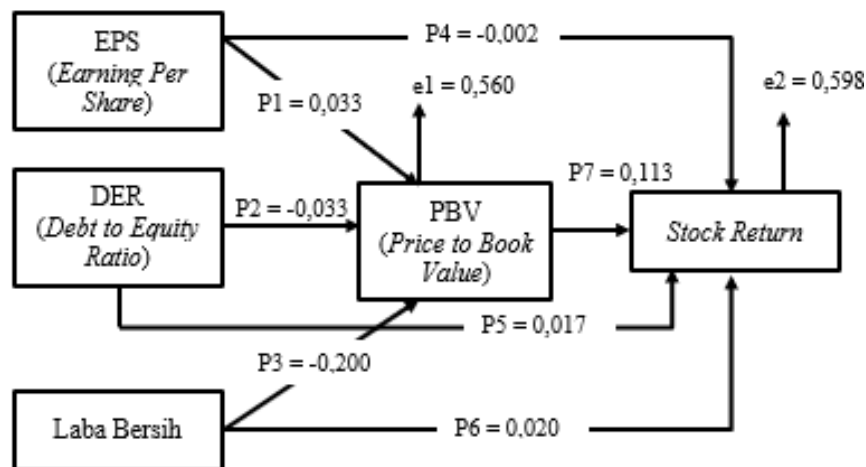 EPS
(Earning Per
Share)
P4 = -0,002
e1 = 0,560
e2 = 0,598
P1 = 0,033
DER
(Debt to Equity
Ratio)
P2 = -0,033
PBV
(Price to Book
Value)
P7 = 0,113
Stock Return
P5 = 0,017
P3 = -0,200
Laba Bersih
P6 = 0,020